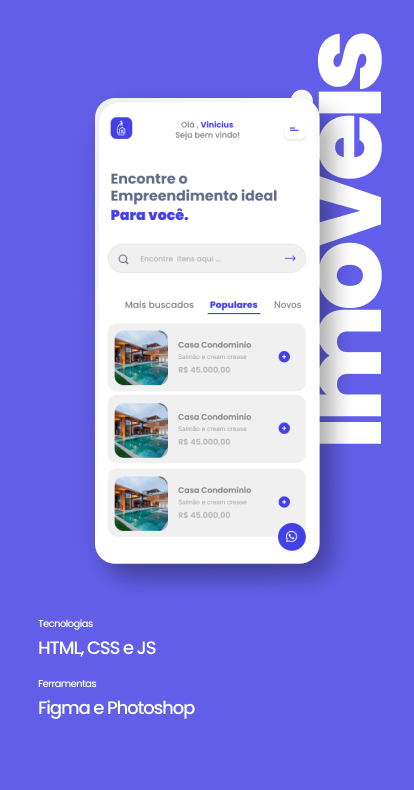 Imoveis
Olá , Vinícius
Seja bem vindo!
Encontre o
Empreendimento ideal
Para você.
Encontre itens aqui ...
Mais buscados
Populares
Novos
Casa Condominio
Salmão e cream crease
R$ 45.000,00
Casa Condominio
Salmão e cream crease
R$ 45.000,00
Casa Condominio
Salmão e cream crease
R$ 45.000,00
Tecnologias
HTML, CSS e JS
Ferramentas
Figma e Photoshop